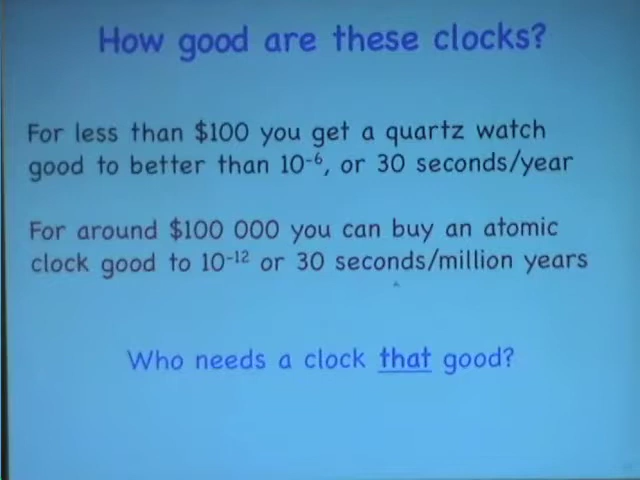 How good are these clocks?
For less than $100 you get a quartz watch
good to better than 10⁻⁶, or 30 seconds/year
For around $100 000 you can buy an atomic
clock good to 10⁻¹² or 30 seconds/million years
Who needs a clock that good?